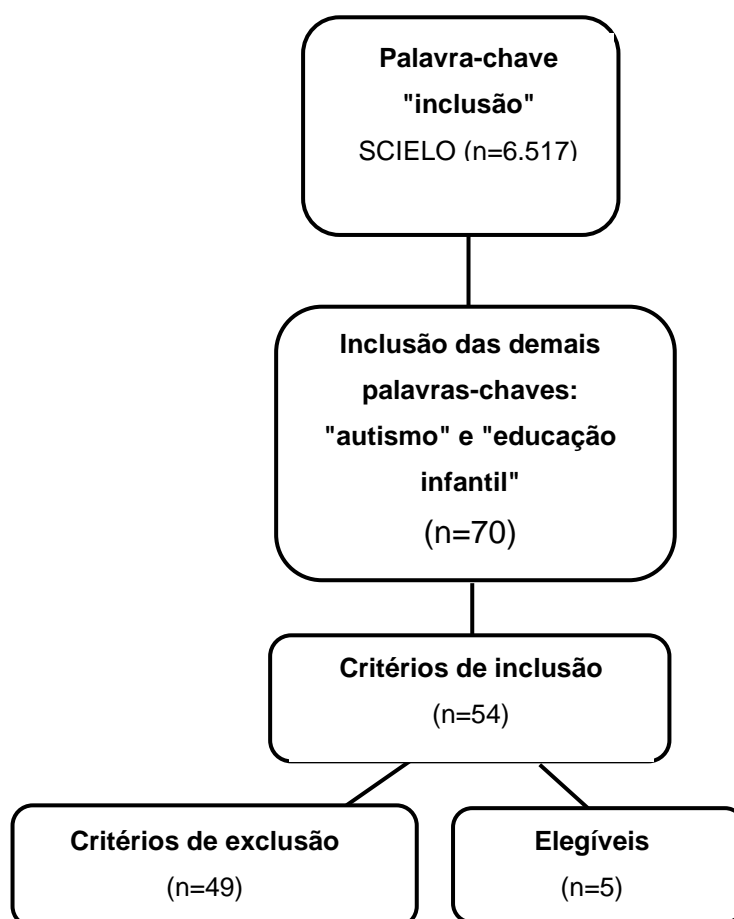 Palavra-chave
"inclusão"
SCIELO (n=6.517)
Inclusão das demais
palavras-chaves:
"autismo" e "educação
infantil"
(n=70)
Critérios de inclusão
(n=54)
Critérios de exclusão
(n=49)
Elegíveis
(n=5)